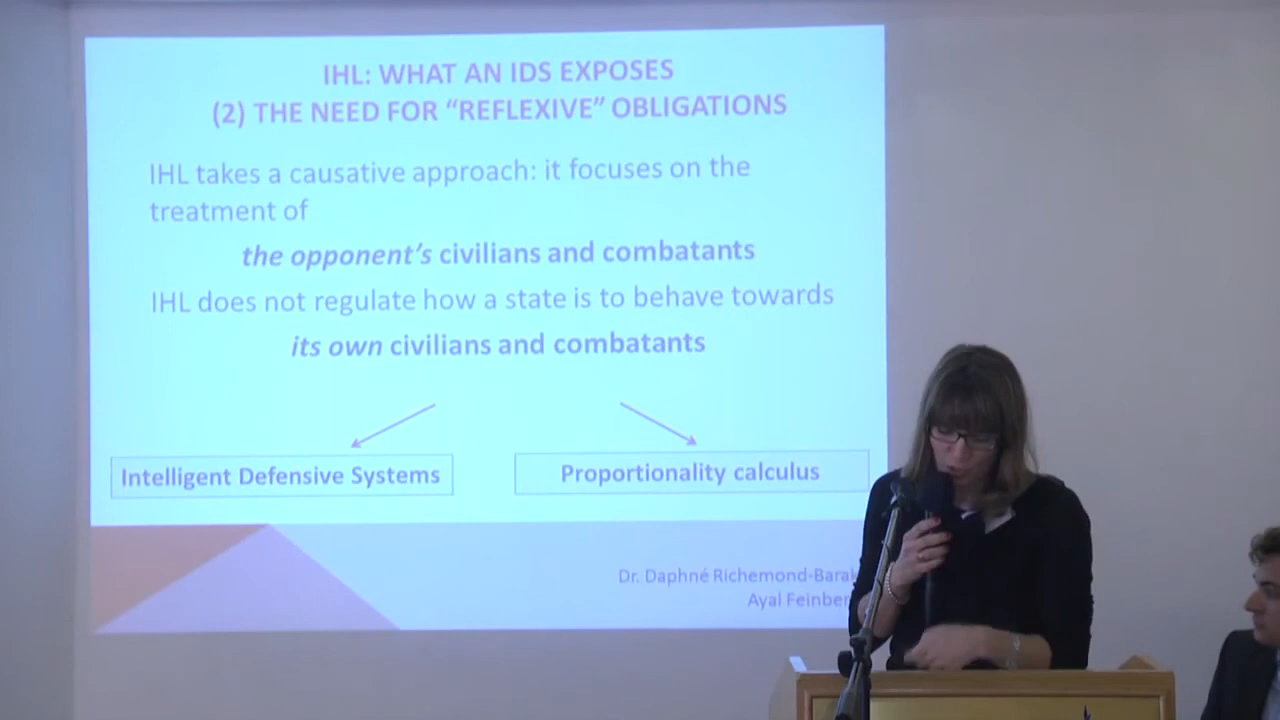 IHL: WHAT AN IDS EXPOSES
(2) THE NEED FOR “REFLEXIVE” OBLIGATIONS
IHL takes a causative approach: it focuses on the
treatment of
the opponent’s civilians and combatants
IHL does not regulate how a state is to behave towards
its own civilians and combatants
Intelligent Defensive Systems
Proportionality calculus
Dr. Daphné Richemond-Barak
Ayal Feinber